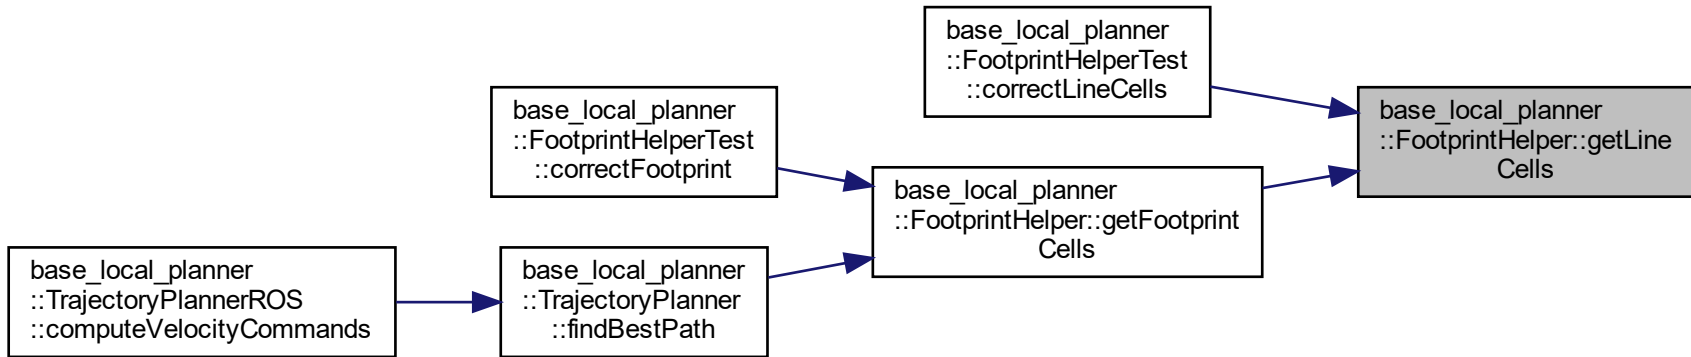 base_local_planner
::FootprintHelperTest
::correctLineCells
base_local_planner
::FootprintHelperTest
::correctFootprint
base_local_planner
::FootprintHelper::getLine
Cells
base_local_planner
::FootprintHelper::getFootprint
Cells
base_local_planner
::TrajectoryPlannerROS
::computeVelocityCommands
base_local_planner
::TrajectoryPlanner
::findBestPath